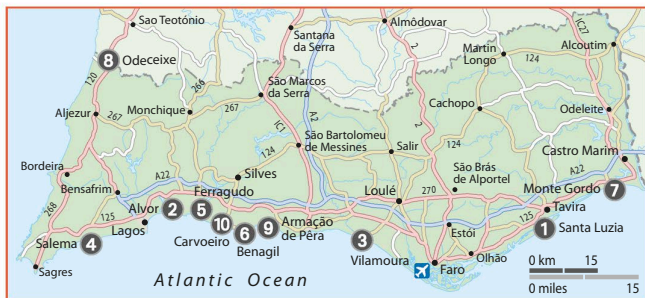 Sao Teotónio
Santana
da Serra
Almôdovar
IC27
8
Odeceixe
120
266
2
A2
Martin
Longo
124
Alcoutim
São Marcos
da Serra
Monchique
267
Aljezur
267
IC1
Cachopo
Odeleite
2
124
São Bartolomeu
de Messines
Salir
124
Castro Marim
Bordeira
Silves
São Brás
de Alportel
A22
Bensafrim
A22
Ferragudo
Loulé
270
Monte Gordo
7
268
125
Alvor
2
5
Armação
de Pêra
Tavira
Lagos
10
9
125
Salema
4
Carvoeiro
6
Benagil
3
Vilamoura
Estói
1
Santa Luzia
Sagres
Atlantic Ocean
Faro
Olhão
0 km
15
0 miles
15